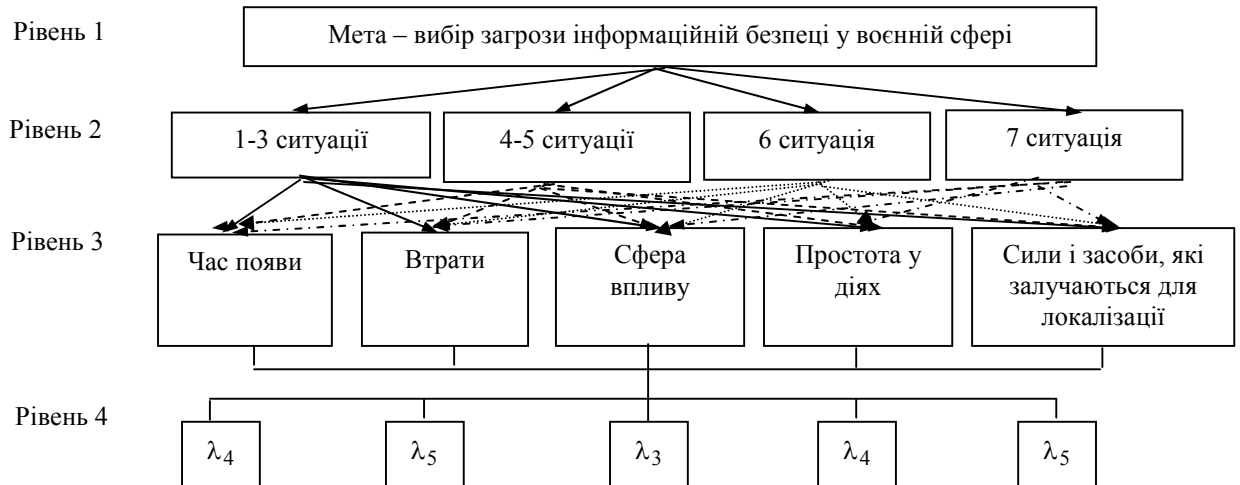 Рівень 1
Мета – вибір загрози інформаційній безпеці у воєнній сфері
Рівень 2
1-3 ситуації
4-5 ситуації
6 ситуація
7 ситуація
Рівень 3
Час появи
Втрати
Сфера
впливу
Простота у
діях
Сили і засоби, які
залучаються для
локалізації
Рівень 4
λ4
λ5
λ3
λ4
λ5